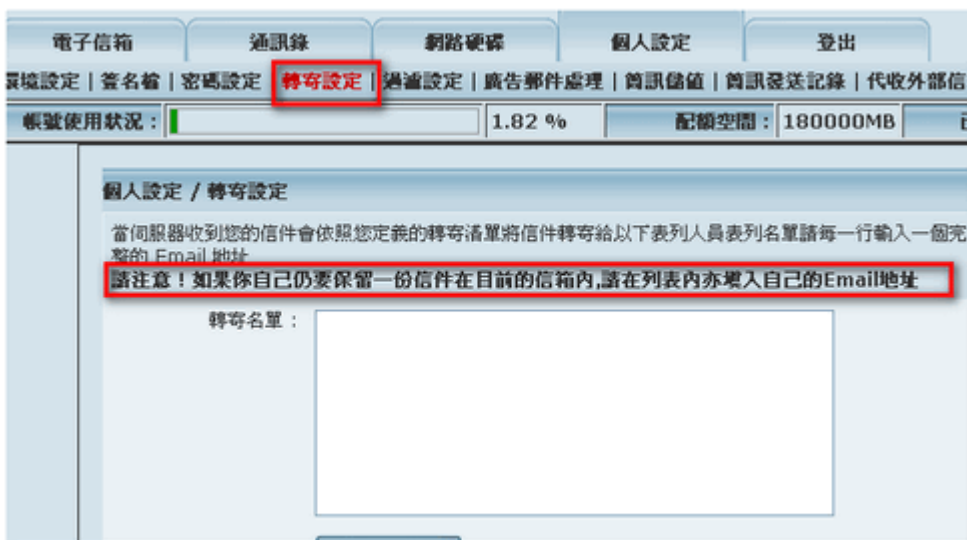 電子信箱 通訊錄 網路硬碟 個人設定 登出
環境設定 | 簽名檔 | 密碼設定 轉寄設定 | 過濾設定 | 廣告郵件處理 | 簡訊儲值 | 簡訊發送記錄 | 代收外部信
帳號使用狀況： 1.82 % 配額空間： 180000MB
個人設定 / 轉寄設定
當伺服器收到您的信件會依照您定義的轉寄清單將信件轉寄給以下表列人員表列名單請每一行輸入一個完
整的 Email 地址
請注意！如果你自己仍要保留一份信件在目前的信箱內,請在列表內亦填入自己的Email地址
轉寄名單：